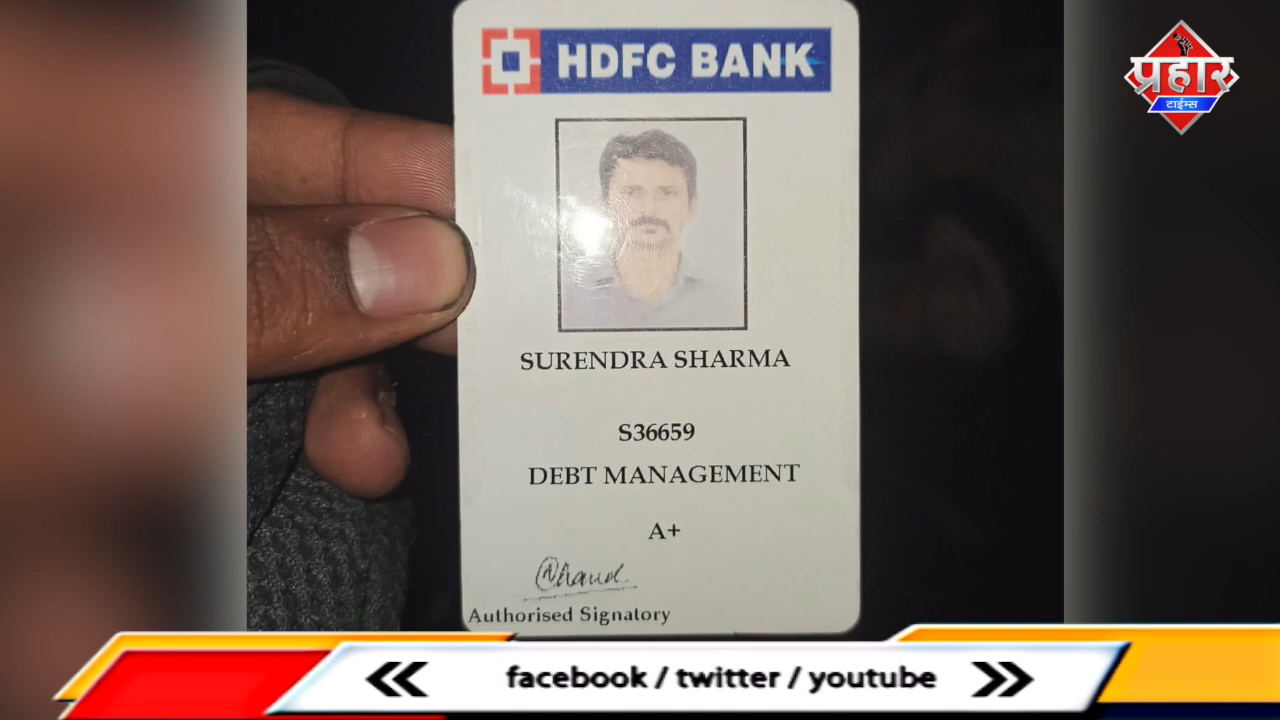 HDFC BANK
प्रहार
टाईम्स
SURENDRA SHARMA
S36659
DEBT MANAGEMENT
A+
Authorised Signatory
facebook / twitter / youtube